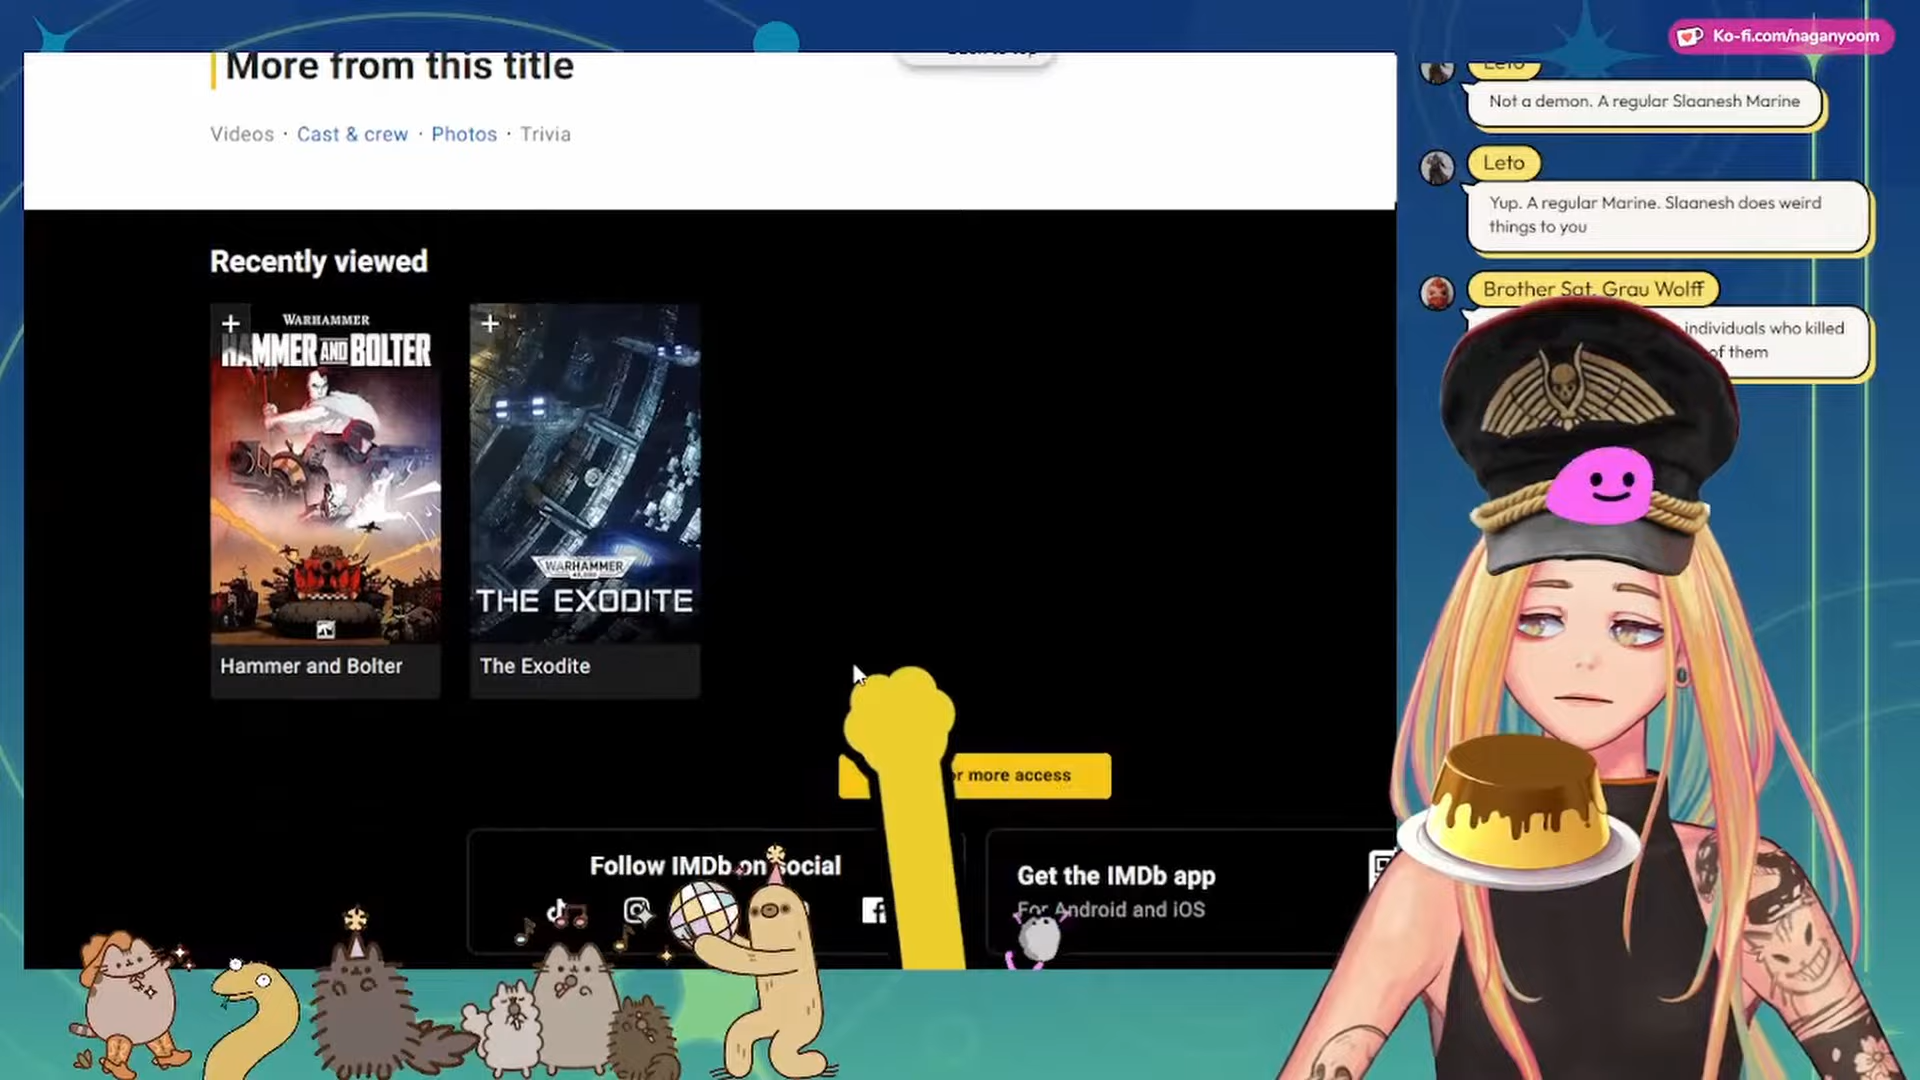 Ko-fi.com/naganyoom
More from this title
Videos · Cast & crew · Photos · Trivia
Recently viewed
WARHAMMER
HAMMER AND BOLTER
WARHAMMER
40,000
THE EXODITE
Hammer and Bolter
The Exodite
r more access
Follow IMDb on social
Get the IMDb app
For Android and iOS
Leto
Not a demon. A regular Slaanesh Marine
Leto
Yup. A regular Marine. Slaanesh does weird
things to you
Brother Sgt. Grau Wolff
individuals who killed
of them